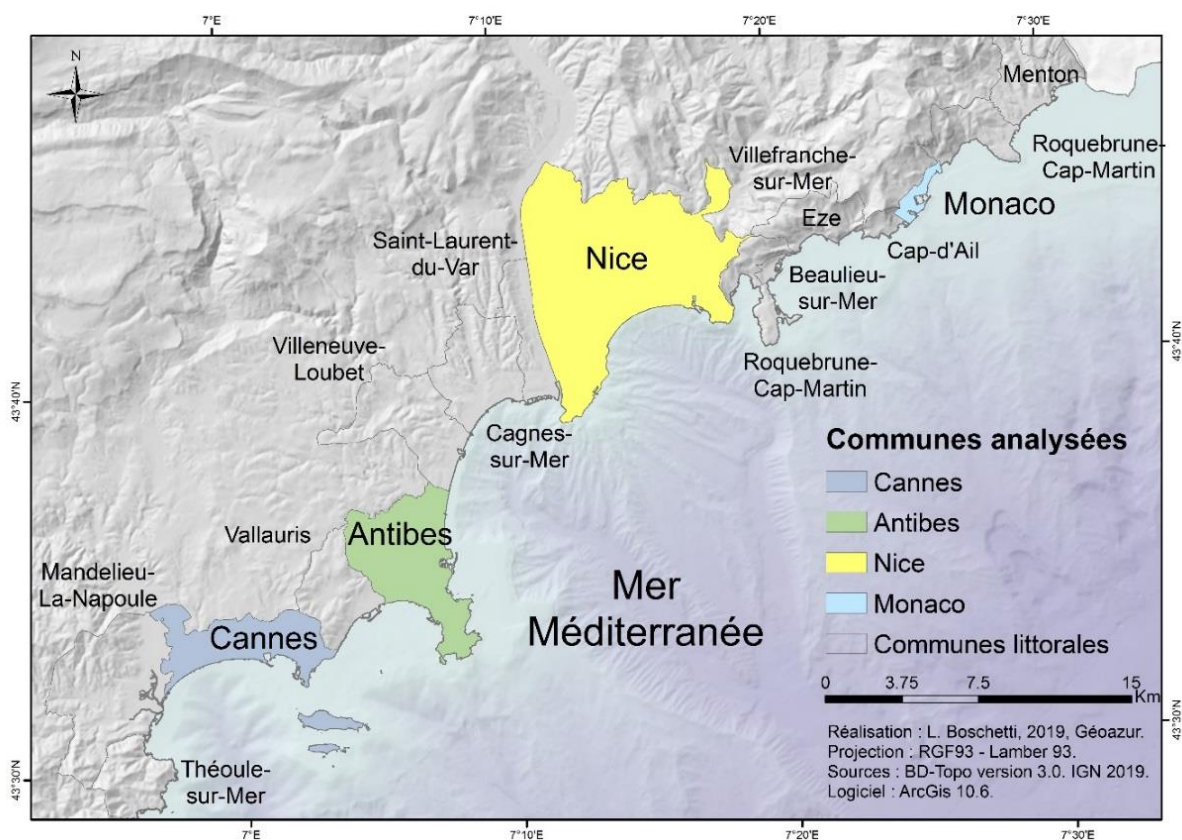 7°0'E
7°10'E
7°20'E
7°30'E
N
Menton
Roquebrune-
Cap-Martin
Villefranche-
sur-Mer
Monaco
Eze
Saint-Laurent-
du-Var
Nice
Cap-d'Ail
Beaulieu-
sur-Mer
Villeneuve-
Loubet
Roquebrune-
Cap-Martin
43°40'N
43°40'N
Cagnes-
sur-Mer
Communes analysées
Cannes
Antibes
Nice
Monaco
Communes littorales
0 3.75 7.5 15
Km
Vallauris
Antibes
Mandelieu-
La-Napoule
Mer
Méditerranée
Cannes
Réalisation : L. Boschetti, 2019, Géoazur.
Projection : RGF93 - Lamber 93.
Sources : BD-Topo version 3.0. IGN 2019.
Logiciel : ArcGis 10.6.
43°30'N
43°30'N
Théoule-
sur-Mer
7°0'E
7°10'E
7°20'E
7°30'E